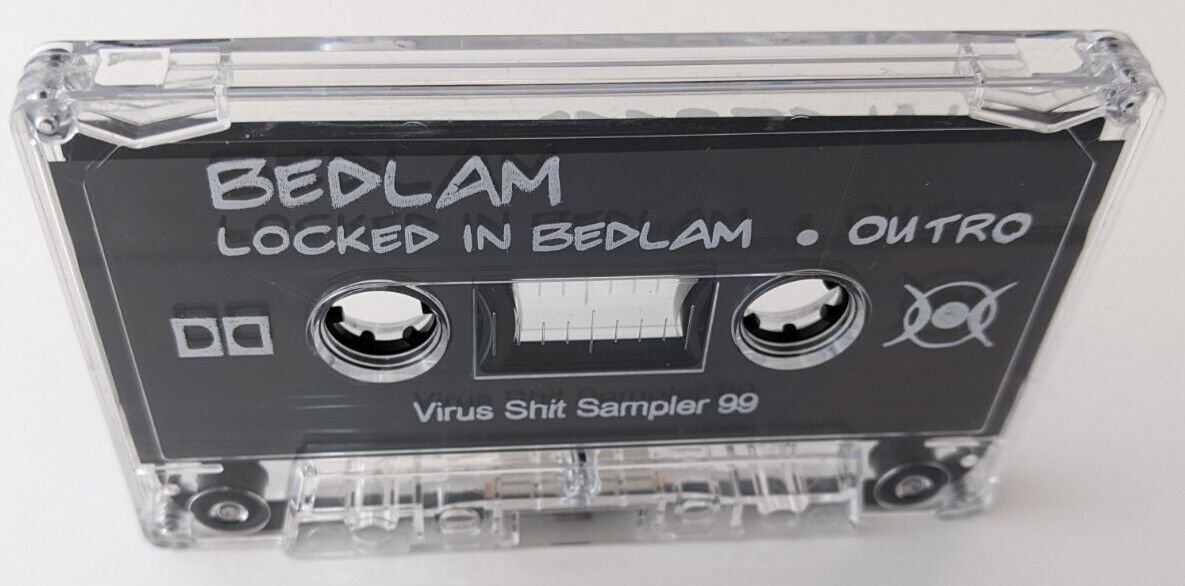 BEDLAM
LOCKED IN BEDLAM • OUTRO
Virus Shit Sampler 99